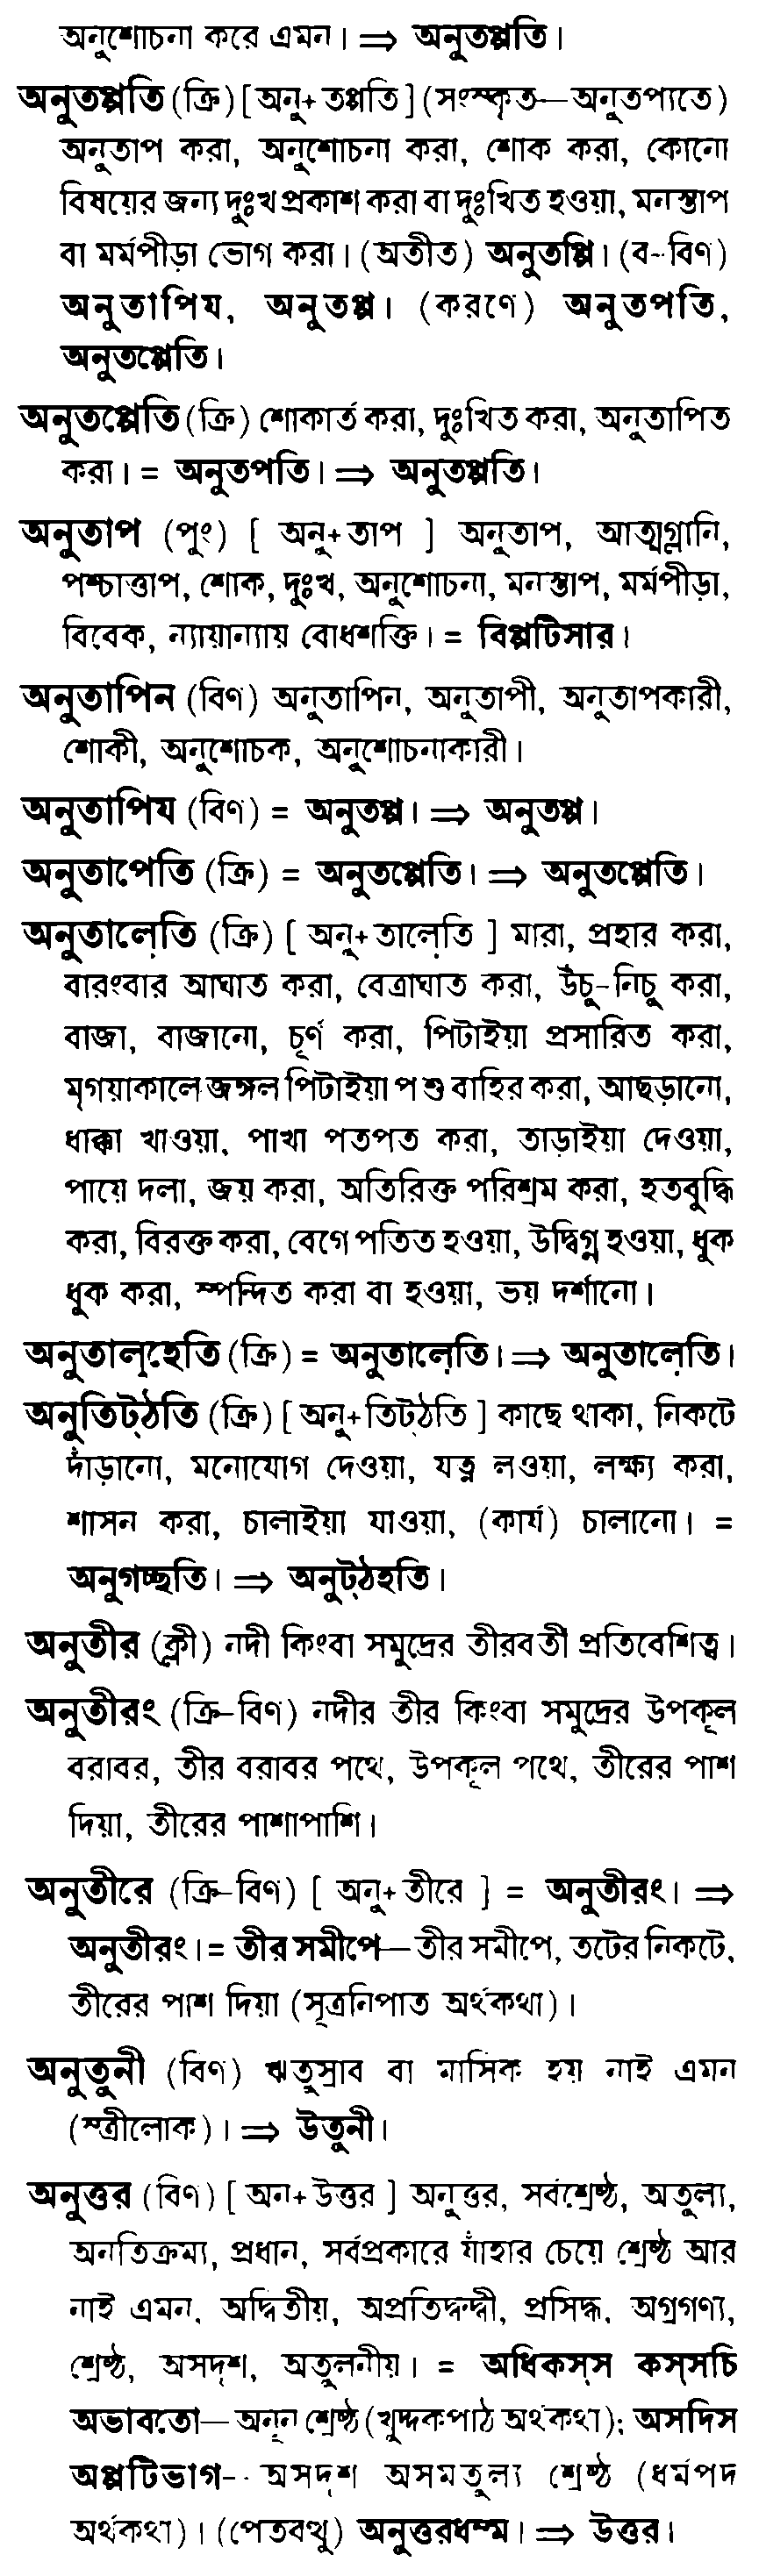 অনুশোচনা করে এমন। ⇒ অনুতপ্পতি।
অনুতপ্পতি (ক্রি) [ অনু+ তপ্পতি ] (সংস্কৃত—অনুতপ্যতে)
অনুতাপ করা, অনুশোচনা করা, শোক করা, কোনো
বিষয়ের জন্য দুঃখ প্রকাশ করা বা দুঃখিত হওয়া, মনস্তাপ
বা মর্মপীড়া ভোগ করা। (অতীত) অনুতপ্পি। (ব-বিণ)
অনুতাপিয, অনুতপ্প। (করণে) অনুতপতি,
অনুতপ্পেতি।
অনুতপ্পেতি (ক্রি) শোকার্ত করা, দুঃখিত করা, অনুতাপিত
করা। = অনুতপতি। ⇒ অনুতপ্পতি।
অনুতাপ (পুং) [ অনু+তাপ ] অনুতাপ, আত্মগ্লানি,
পশ্চাত্তাপ, শোক, দুঃখ, অনুশোচনা, মনস্তাপ, মর্মপীড়া,
বিবেক, ন্যায়ান্যায় বোধশক্তি। = বিপ্পটিসার।
অনুতাপিন (বিণ) অনুতাপিন, অনুতাপী, অনুতাপকারী,
শোকী, অনুশোচক, অনুশোচনাকারী।
অনুতাপিয (বিণ) = অনুতপ্প। ⇒ অনুতপ্প।
অনুতাপেতি (ক্রি) = অনুতপ্পেতি। ⇒ অনুতপ্পেতি।
অনুতালে়তি (ক্রি) [ অনু+তালে়তি ] মারা, প্রহার করা,
বারংবার আঘাত করা, বেত্রাঘাত করা, উঁচু-নিচু করা,
বাজা, বাজানো, চূর্ণ করা, পিটাইয়া প্রসারিত করা,
মৃগয়াকালে জঙ্গল পিটাইয়া পশু বাহির করা, আছড়ানো,
ধাক্কা খাওয়া, পাখা পতপত করা, তাড়াইয়া দেওয়া,
পায়ে দলা, জয় করা, অতিরিক্ত পরিশ্রম করা, হতবুদ্ধি
করা, বিরক্ত করা, বেগে পতিত হওয়া, উদ্বিগ্ন হওয়া, ধুক
ধুক করা, স্পন্দিত করা বা হওয়া, ভয় দর্শানো।
অনুতাল্হেতি (ক্রি) = অনুতালে়তি। ⇒ অনুতালে়তি।
অনুতিট্ঠতি (ক্রি) [ অনু+তিট্ঠতি ] কাছে থাকা, নিকটে
দাঁড়ানো, মনোযোগ দেওয়া, যত্ন লওয়া, লক্ষ্য করা,
শাসন করা, চালাইয়া যাওয়া, (কার্য) চালানো। =
অনুগচ্ছতি। ⇒ অনুট্ঠহতি।
অনুতীর (ক্লী) নদী কিংবা সমুদ্রের তীরবর্তী প্রতিবেশিত্ব।
অনুতীরং (ক্রি-বিণ) নদীর তীর কিংবা সমুদ্রের উপকূল
বরাবর, তীর বরাবর পথে, উপকূল পথে, তীরের পাশ
দিয়া, তীরের পাশাপাশি।
অনুতীরে (ক্রি-বিণ) [ অনু+তীরে ] = অনুতীরং। ⇒
অনুতীরং। = তীর সমীপে—তীর সমীপে, তটের নিকটে,
তীরের পাশ দিয়া (সূত্রনিপাত অর্থকথা)।
অনুতুনী (বিণ) ঋতুস্রাব বা মাসিক হয় নাই এমন
(স্ত্রীলোক)। ⇒ উতুনী।
অনুত্তর (বিণ) [ অন+উত্তর ] অনুত্তর, সর্বশ্রেষ্ঠ, অতুল্য,
অনতিক্রম্য, প্রধান, সর্বপ্রকারে যাঁহার চেয়ে শ্রেষ্ঠ আর
নাই এমন, অদ্বিতীয়, অপ্রতিদ্বন্দ্বী, প্রসিদ্ধ, অগ্রগণ্য,
শ্রেষ্ঠ, অসদৃশ, অতুলনীয়। = অধিকস্স কস্সচি
অভাবতো—অনূন শ্রেষ্ঠ (খুদ্দকপাঠ অর্থকথা); অসদিস
অপ্পটিভাগ-· অসদৃশ অসমতুল্য শ্রেষ্ঠ (ধর্মপদ
অর্থকথা)। (পেতবত্থু) অনুত্তরধম্ম। ⇒ উত্তর।